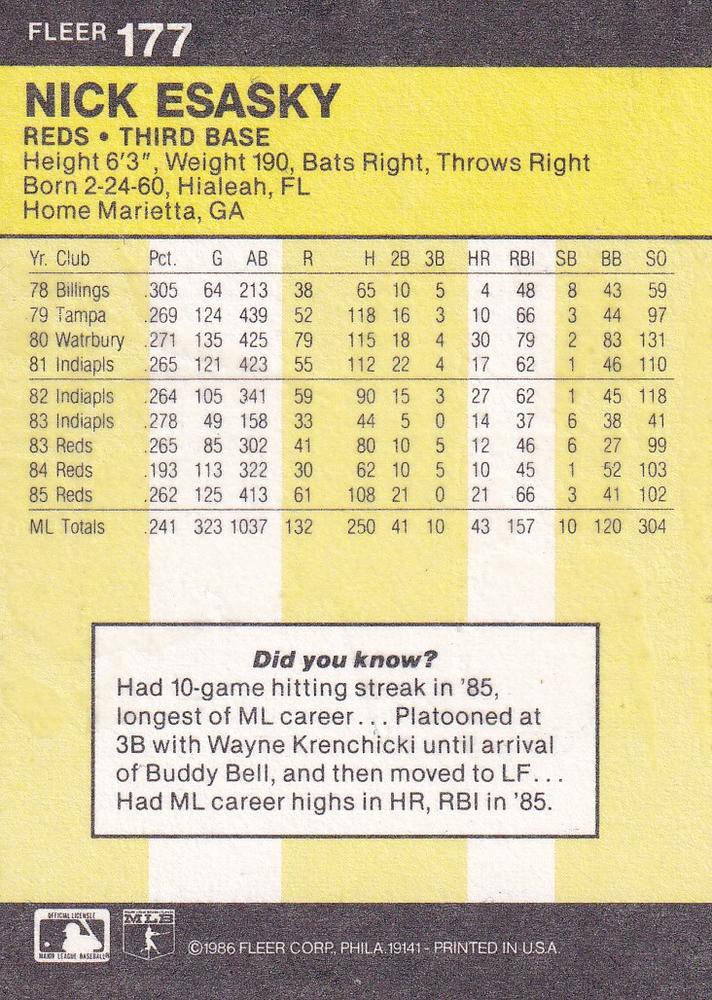 FLEER 177
NICK ESASKY
REDS • THIRD BASE
Height 6'3", Weight 190, Bats Right, Throws Right
Born 2-24-60, Hialeah, FL
Home Marietta, GA
Yr. Club Pct. G AB R H 2B 3B HR RBI SB BB SO
78 Billings .305 64 213 38 65 10 5 4 48 8 43 59
79 Tampa .269 124 439 52 118 16 3 10 66 3 44 97
80 Watrbury .271 135 425 79 115 18 4 30 79 2 83 131
81 Indiapls .265 121 423 55 112 22 4 17 62 1 46 110
82 Indiapls .264 105 341 59 90 15 3 27 62 1 45 118
83 Indiapls .278 49 158 33 44 5 0 14 37 6 38 41
83 Reds .265 85 302 41 80 10 5 12 46 6 27 99
84 Reds .193 113 322 30 62 10 5 10 45 1 52 103
85 Reds .262 125 413 61 108 21 0 21 66 3 41 102
ML Totals .241 323 1037 132 250 41 10 43 157 10 120 304
Did you know?
Had 10-game hitting streak in '85,
longest of ML career... Platooned at
3B with Wayne Krenchicki until arrival
of Buddy Bell, and then moved to LF...
Had ML career highs in HR, RBI in '85.
OFFICIAL LICENSEE
MAJOR LEAGUE BASEBALL
MLB
©1986 FLEER CORP., PHILA. 19141 - PRINTED IN U.S.A.